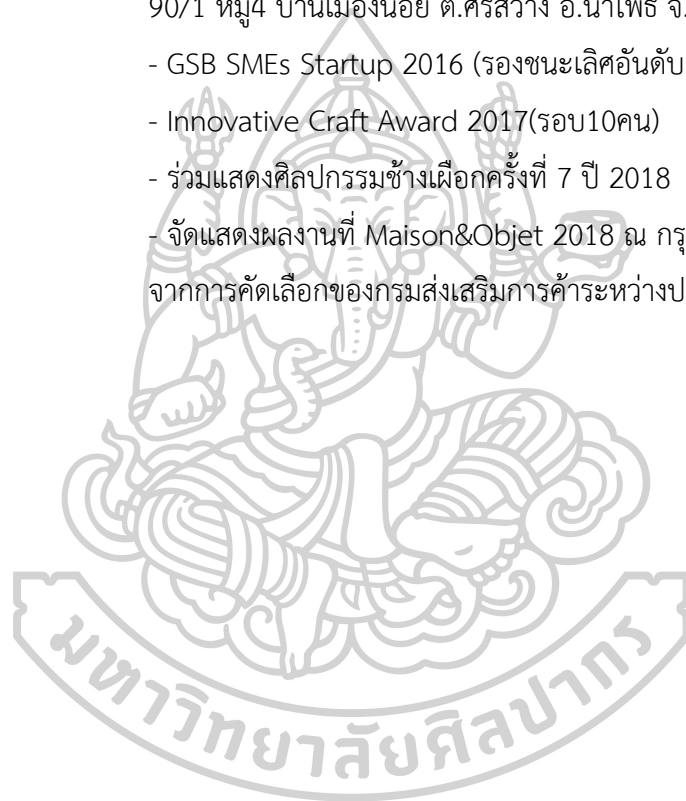 90/1 หมู่4 บ้านเมืองน้อย ต.ศรีสว่าง อ.นาโพธิ์ จ.
- GSB SMEs Startup 2016 (รองชนะเลิศอันดับ
- Innovative Craft Award 2017(รอบ10คน)
- ร่วมแสดงศิลปกรรมช้างเผือกครั้งที่ 7 ปี 2018
- จัดแสดงผลงานที่ Maison&Objet 2018 ณ กรุ
จากการคัดเลือกของกรมส่งเสริมการค้าระหว่างป
มหาวิทยาลัยศิลปากร